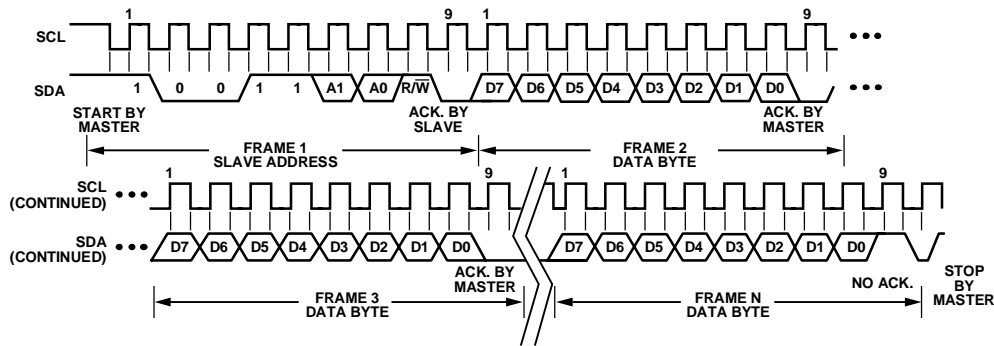 1 9 1 9
SCL
SDA 1 0 0 1 1 A1 A0 R/W̅ D7 D6 D5 D4 D3 D2 D1 D0
START BY MASTER
ACK. BY SLAVE
ACK. BY MASTER
FRAME 1
SLAVE ADDRESS
FRAME 2
DATA BYTE
1 9 1 9
SCL
(CONTINUED)
SDA
(CONTINUED)
D7 D6 D5 D4 D3 D2 D1 D0 D7 D6 D5 D4 D3 D2 D1 D0
ACK. BY
MASTER
NO ACK.
STOP
BY
MASTER
FRAME 3
DATA BYTE
FRAME N
DATA BYTE